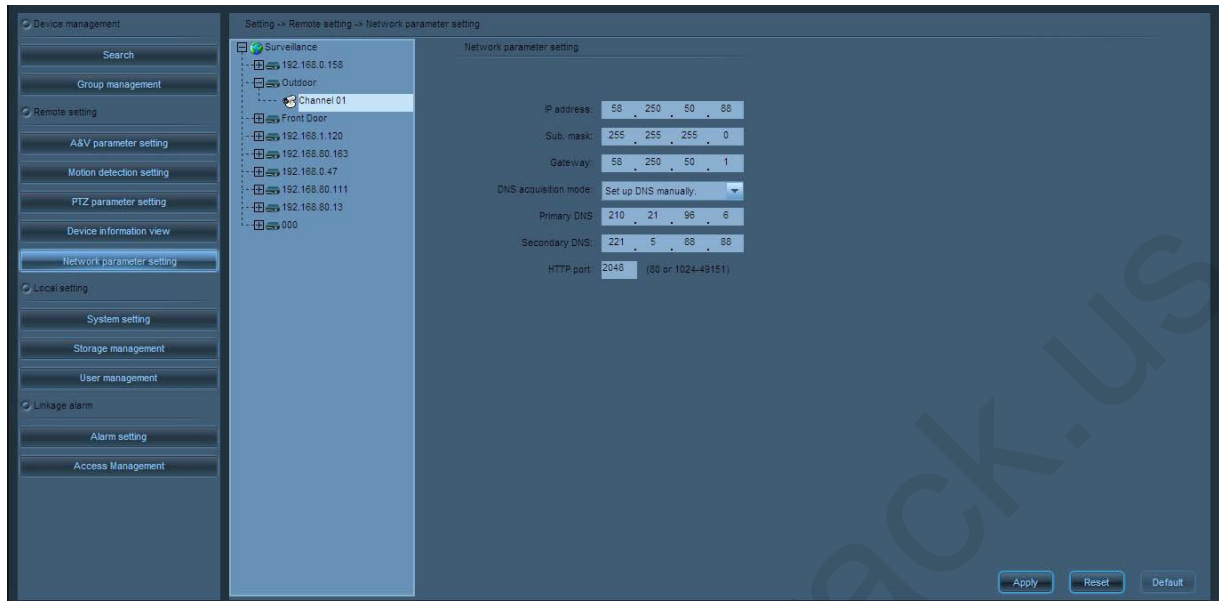 Device management
Search
Group management
Remote setting
A&V parameter setting
Motion detection setting
PTZ parameter setting
Device information view
Network parameter setting
Local setting
System setting
Storage management
User management
Linkage alarm
Alarm setting
Access Management
Setting -> Remote setting -> Network parameter setting
Surveillance
192.168.0.158
Outdoor
Channel 01
Front Door
192.168.1.120
192.168.80.163
192.168.0.47
192.168.80.111
192.168.80.13
000
Network parameter setting
IP address: 58 . 250 . 50 . 88
Sub. mask: 255 . 255 . 255 . 0
Gateway: 58 . 250 . 50 . 1
DNS acquisition mode: Set up DNS manually.
Primary DNS 210 . 21 . 96 . 6
Secondary DNS: 221 . 5 . 88 . 88
HTTP port: 2048 (80 or 1024-49151)
Apply Reset Default
ack.us